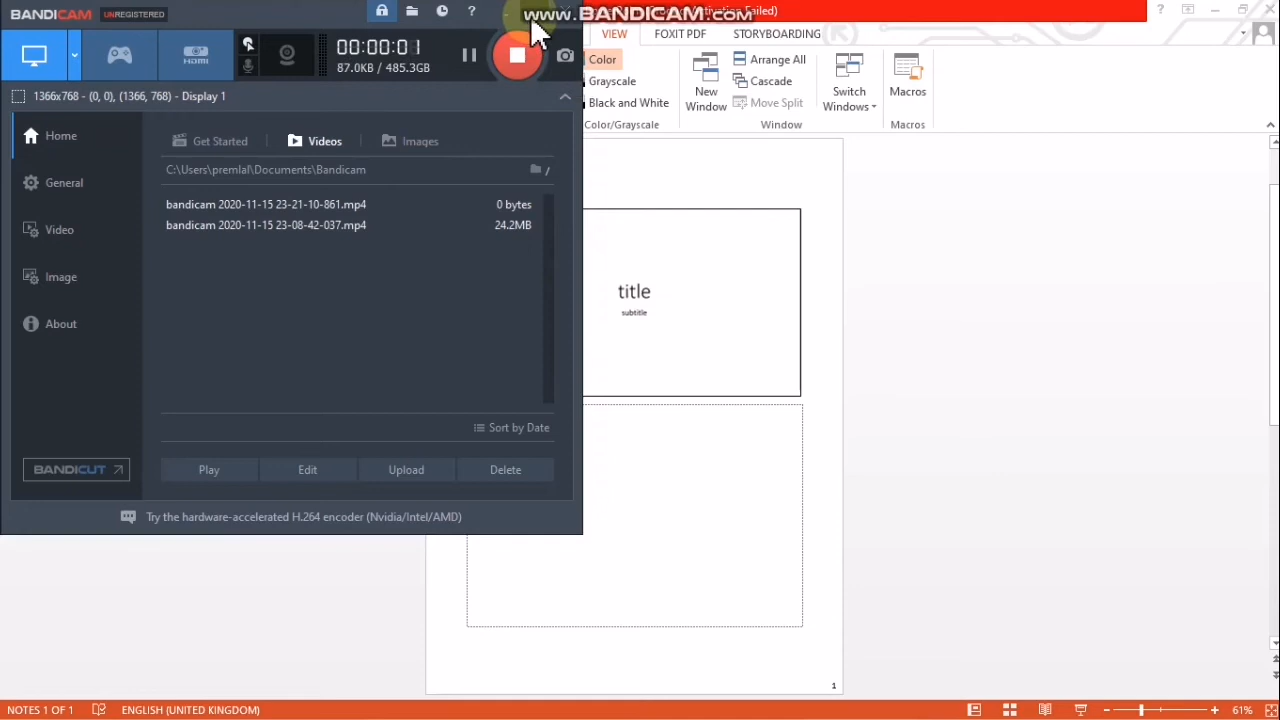 BANDICAM UNREGISTERED
www.BANDICAM.com
Activation Failed)
00:00:01
87.0KB / 485.3GB
HDMI
1366x768 - (0, 0), (1366, 768) - Display 1
Home
General
Video
Image
About
BANDICUT
Get Started
Videos
Images
C:\Users\premlal\Documents\Bandicam
/
bandicam 2020-11-15 23-21-10-861.mp4 0 bytes
bandicam 2020-11-15 23-08-42-037.mp4 24.2MB
Sort by Date
Play Edit Upload Delete
Try the hardware-accelerated H.264 encoder (Nvidia/Intel/AMD)
VIEW FOXIT PDF STORYBOARDING
Color
Grayscale
Black and White
Color/Grayscale
New
Window
Arrange All
Cascade
Move Split
Window
Switch
Windows
Macros
Macros
title
subtitle
1
NOTES 1 OF 1 ENGLISH (UNITED KINGDOM) 61%